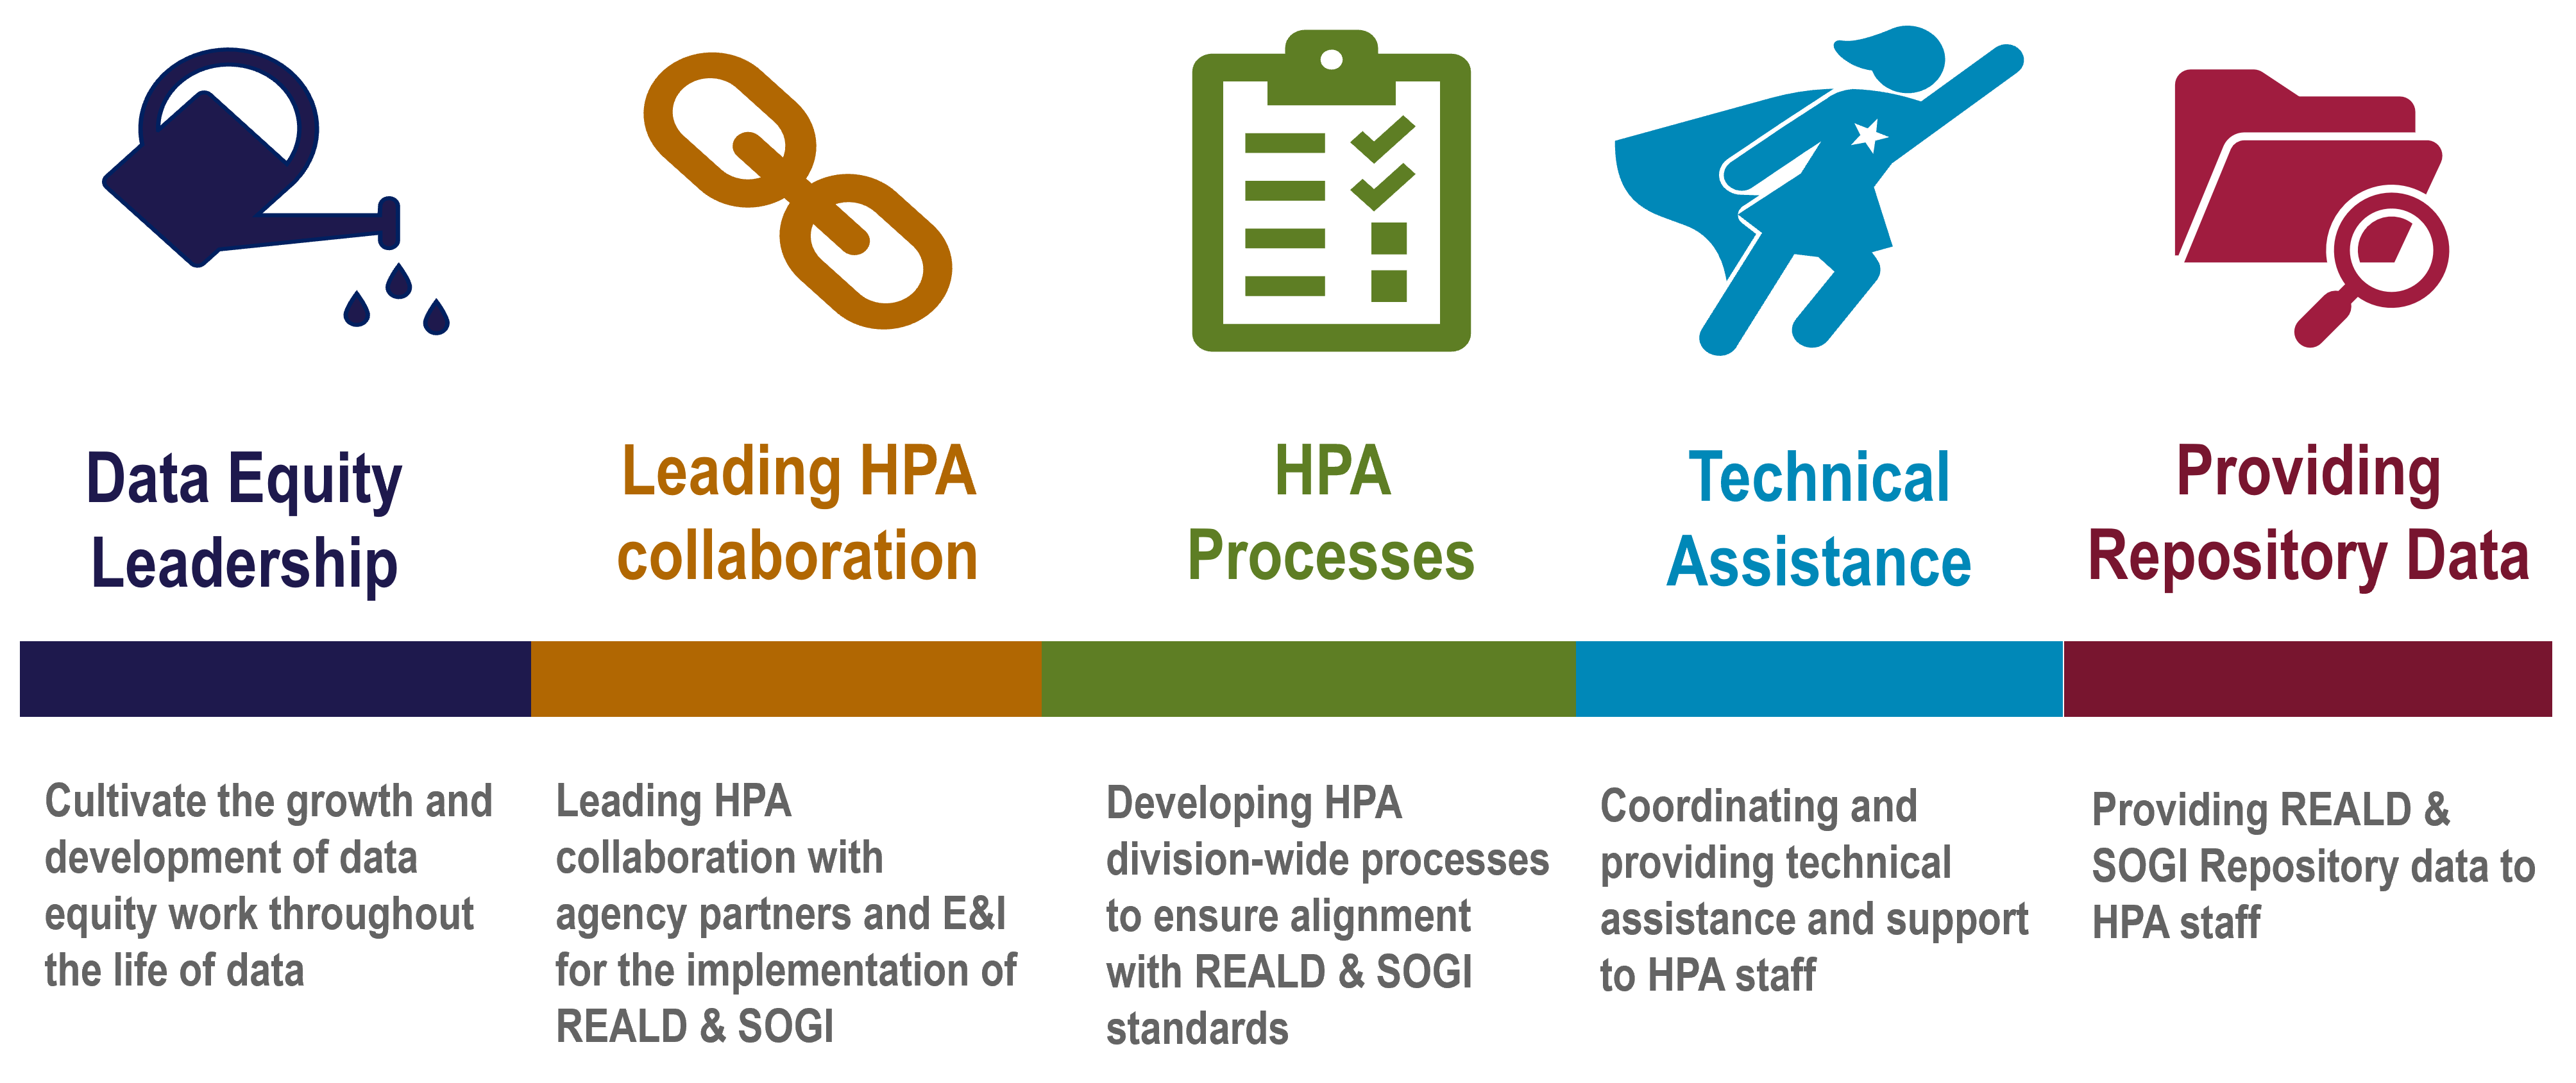 Data Equity
Leadership
Leading HPA
collaboration
HPA
Processes
Technical
Assistance
Providing
Repository Data
Cultivate the growth and
development of data
equity work throughout
the life of data
Leading HPA
collaboration with
agency partners and E&I
for the implementation of
REALD & SOGI
Developing HPA
division-wide processes
to ensure alignment
with REALD & SOGI
standards
Coordinating and
providing technical
assistance and support
to HPA staff
Providing REALD &
SOGI Repository data to
HPA staff